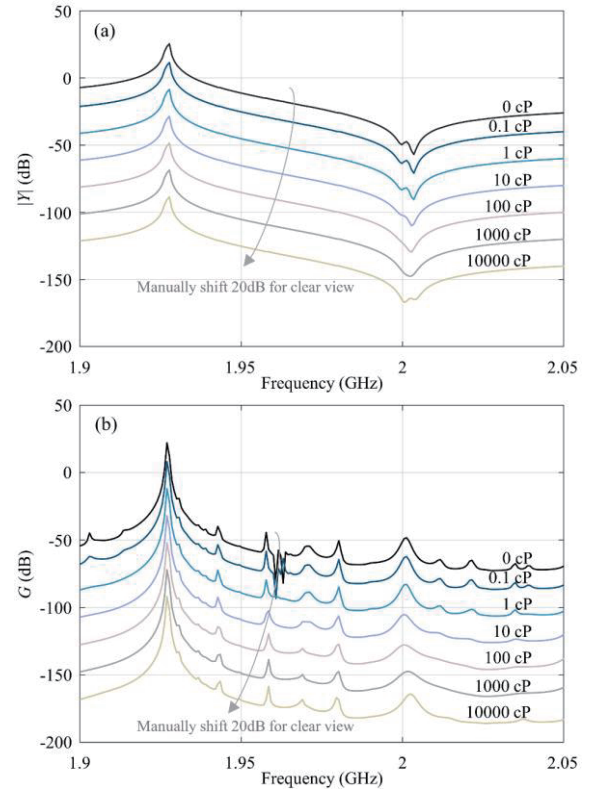 (a)
50
0
-50
-100
-150
-200
|Y| (dB)
0 cP
0.1 cP
1 cP
10 cP
100 cP
1000 cP
10000 cP
Manually shift 20dB for clear view
1.9
1.95
2
2.05
Frequency (GHz)
(b)
50
0
-50
-100
-150
-200
G (dB)
0 cP
0.1 cP
1 cP
10 cP
100 cP
1000 cP
10000 cP
Manually shift 20dB for clear view
1.9
1.95
2
2.05
Frequency (GHz)